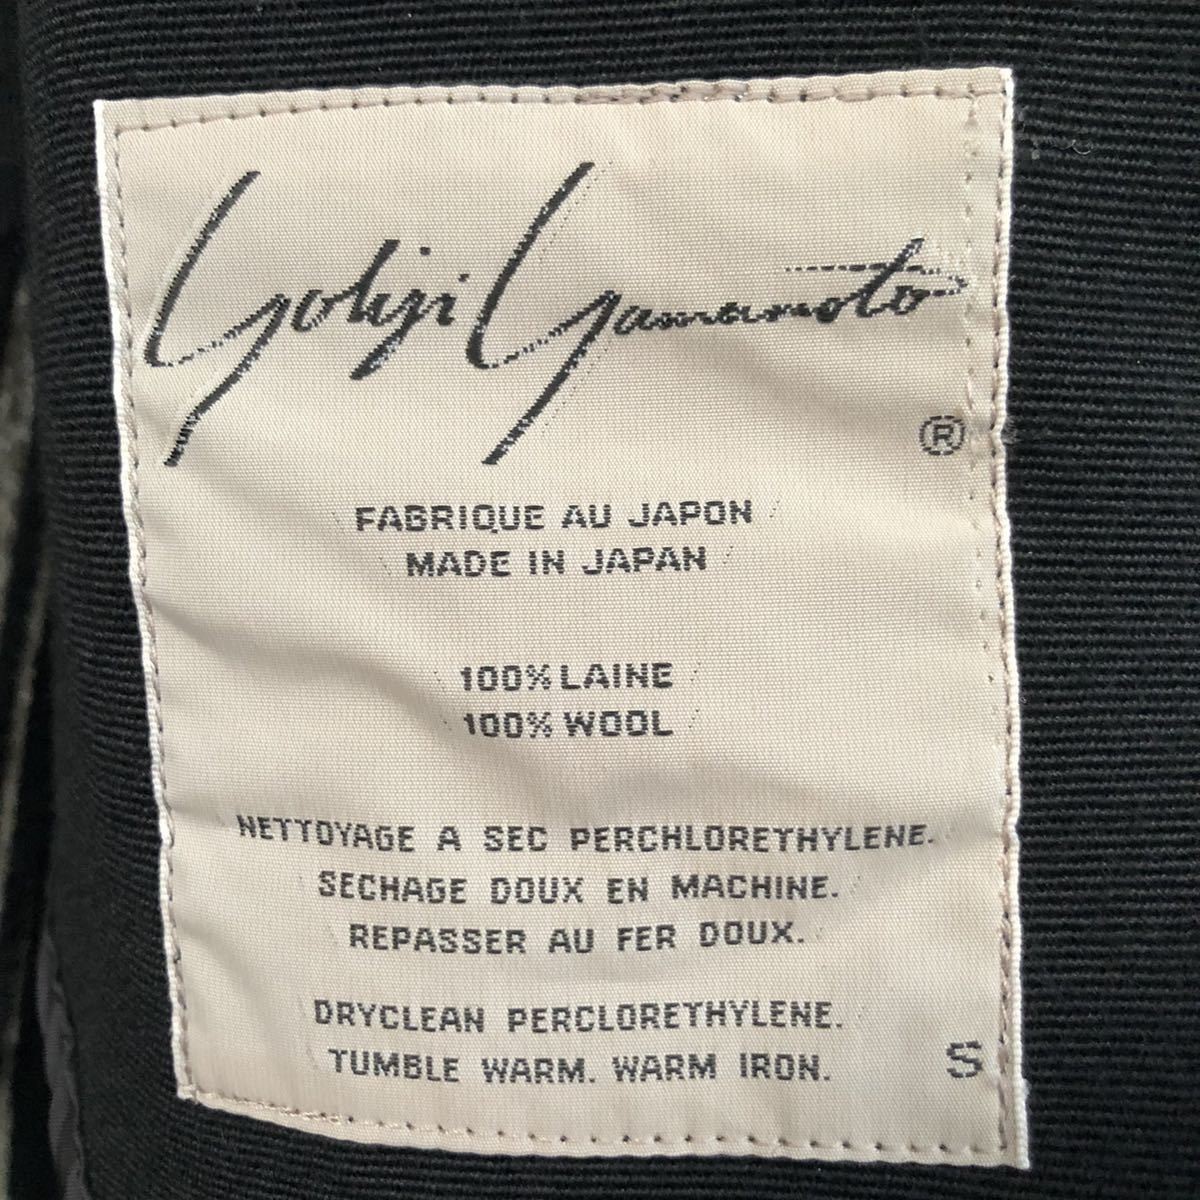 Yohji Yamamoto
®
FABRIQUE AU JAPON
MADE IN JAPAN
100% LAINE
100% WOOL
NETTOYAGE A SEC PERCHLORETHYLENE.
SECHAGE DOUX EN MACHINE.
REPASSER AU FER DOUX.
DRYCLEAN PERCLORETHYLENE.
TUMBLE WARM. WARM IRON.
S